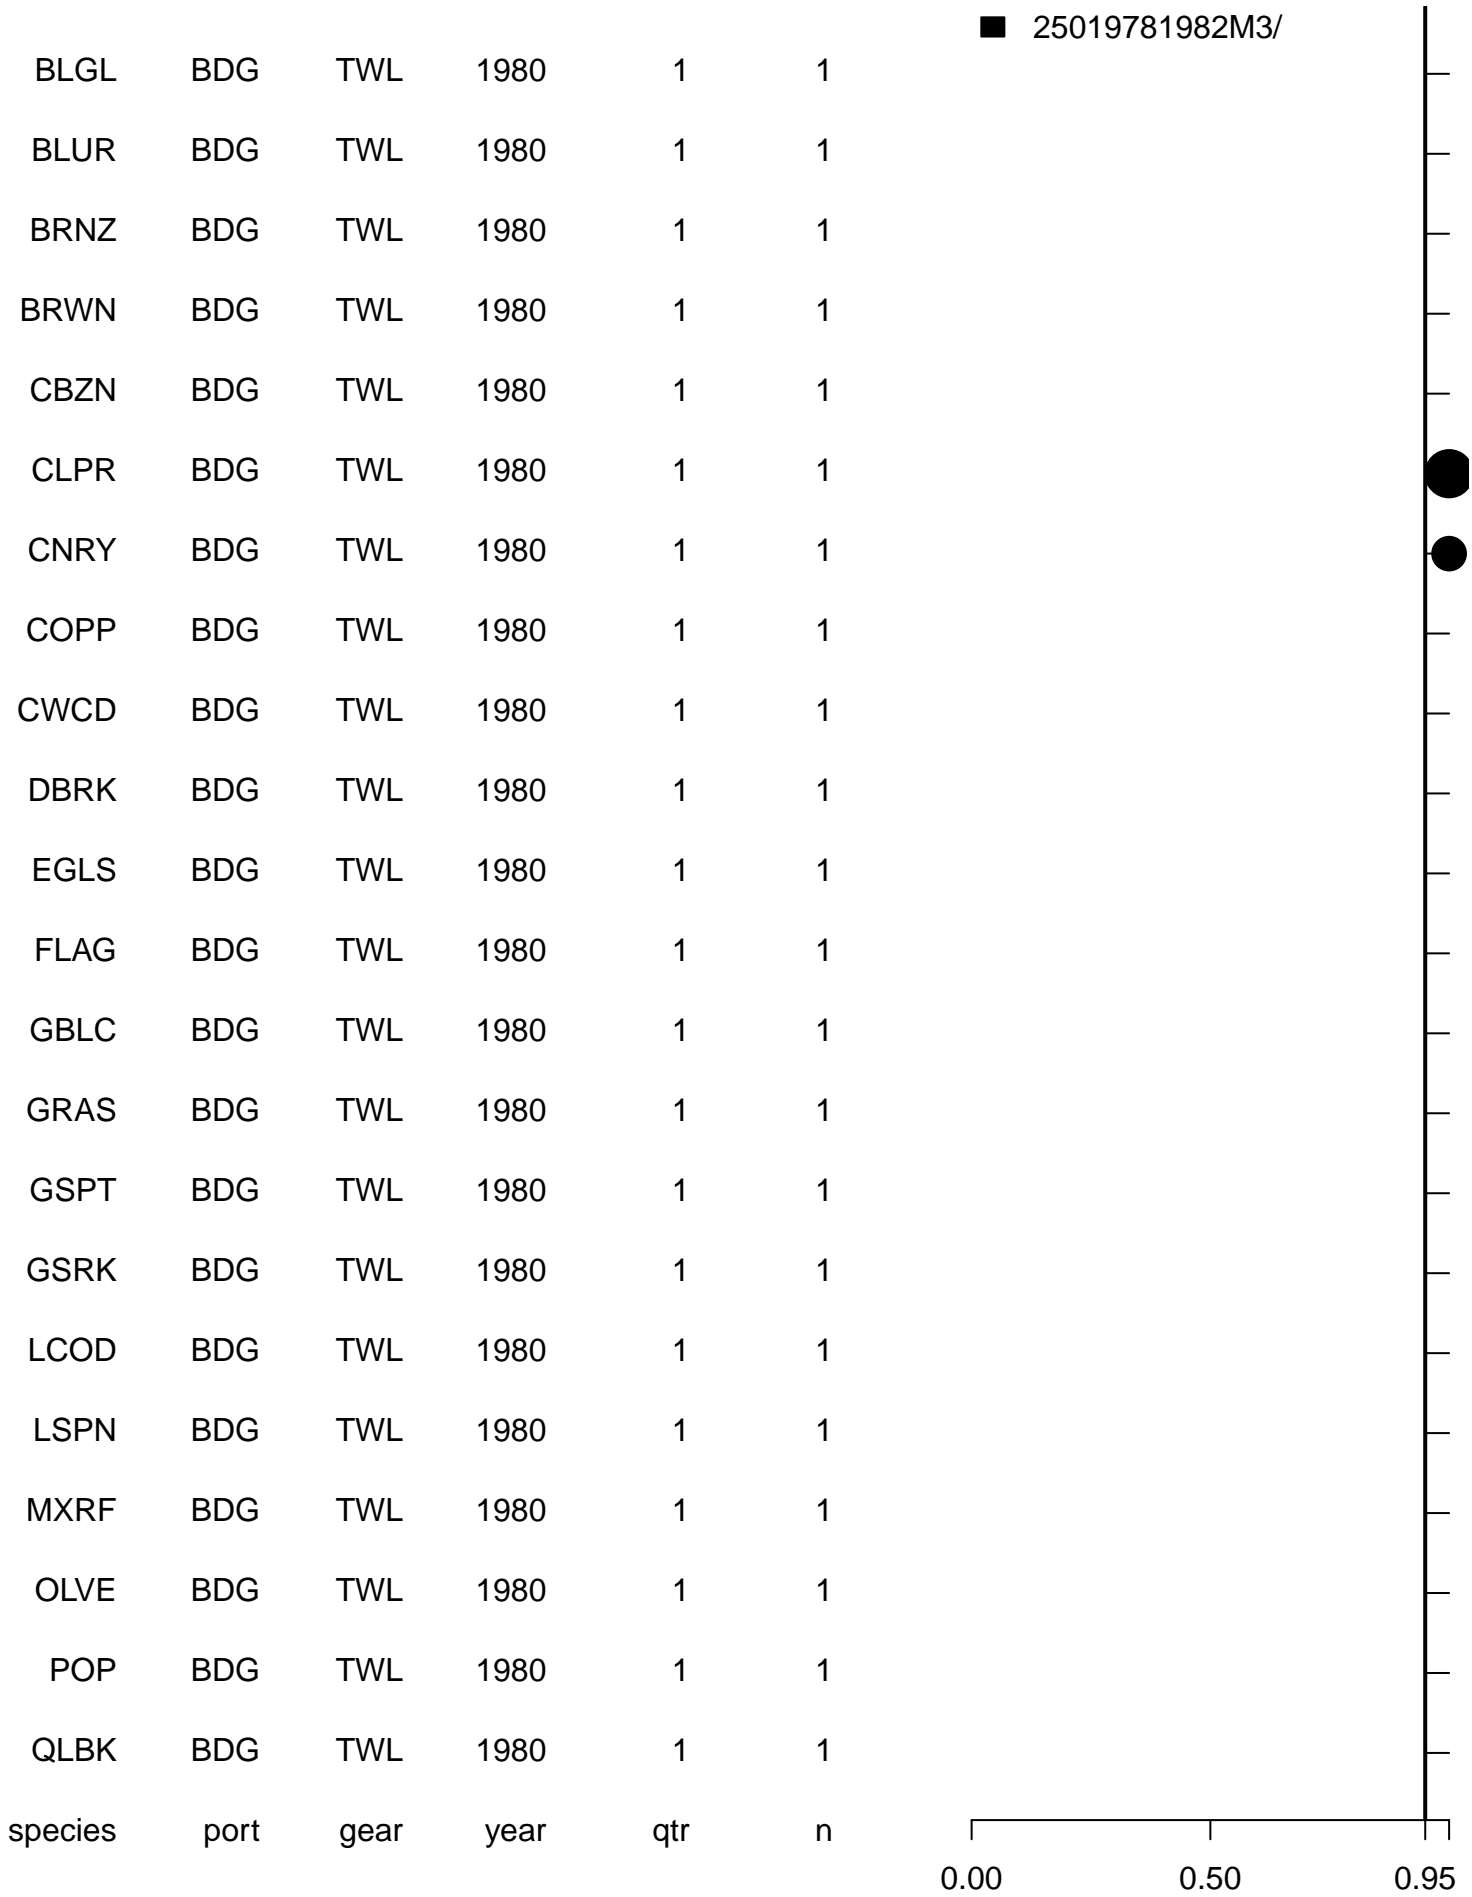 25019781982M3/
BLGL BDG TWL 1980 1 1
BLUR BDG TWL 1980 1 1
BRNZ BDG TWL 1980 1 1
BRWN BDG TWL 1980 1 1
CBZN BDG TWL 1980 1 1
CLPR BDG TWL 1980 1 1
CNRY BDG TWL 1980 1 1
COPP BDG TWL 1980 1 1
CWCD BDG TWL 1980 1 1
DBRK BDG TWL 1980 1 1
EGLS BDG TWL 1980 1 1
FLAG BDG TWL 1980 1 1
GBLC BDG TWL 1980 1 1
GRAS BDG TWL 1980 1 1
GSPT BDG TWL 1980 1 1
GSRK BDG TWL 1980 1 1
LCOD BDG TWL 1980 1 1
LSPN BDG TWL 1980 1 1
MXRF BDG TWL 1980 1 1
OLVE BDG TWL 1980 1 1
POP BDG TWL 1980 1 1
QLBK BDG TWL 1980 1 1
species port gear year qtr n
0.00 0.50 0.95